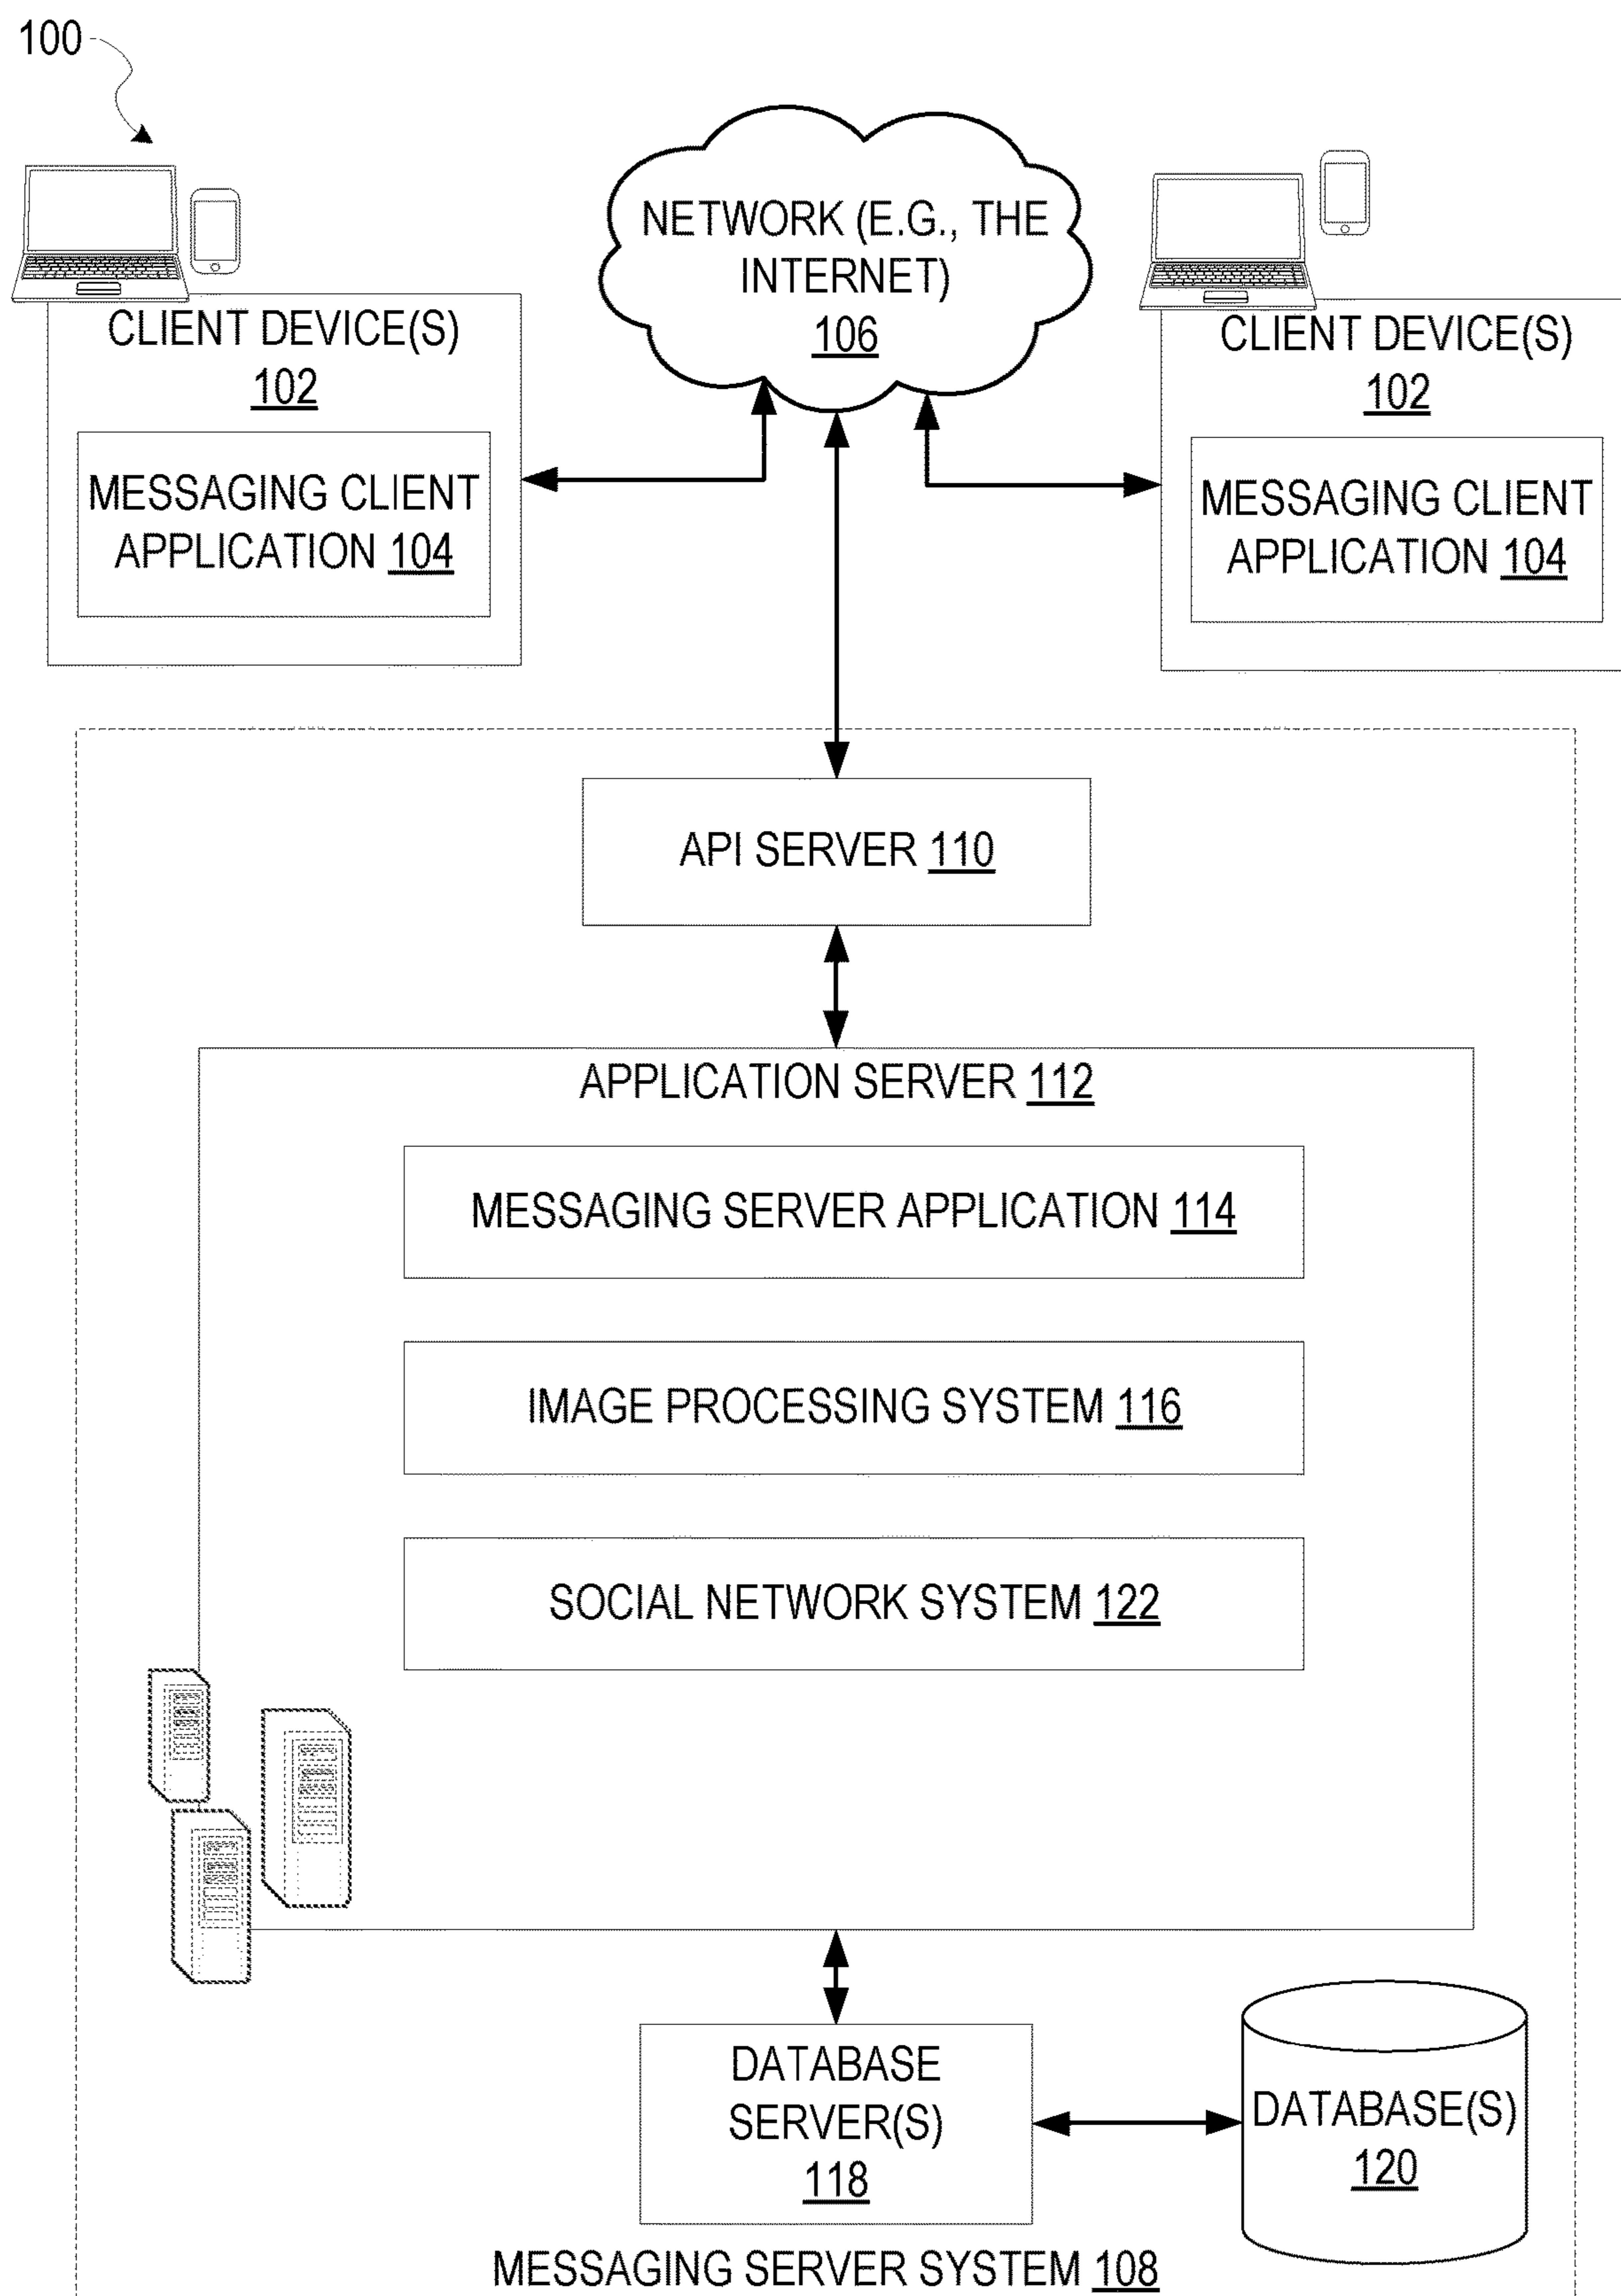 100
NETWORK (E.G., THE
INTERNET)
106
CLIENT DEVICE(S)
102
MESSAGING CLIENT
APPLICATION 104
CLIENT DEVICE(S)
102
MESSAGING CLIENT
APPLICATION 104
API SERVER 110
APPLICATION SERVER 112
MESSAGING SERVER APPLICATION 114
IMAGE PROCESSING SYSTEM 116
SOCIAL NETWORK SYSTEM 122
DATABASE
SERVER(S)
118
DATABASE(S)
120
MESSAGING SERVER SYSTEM 108